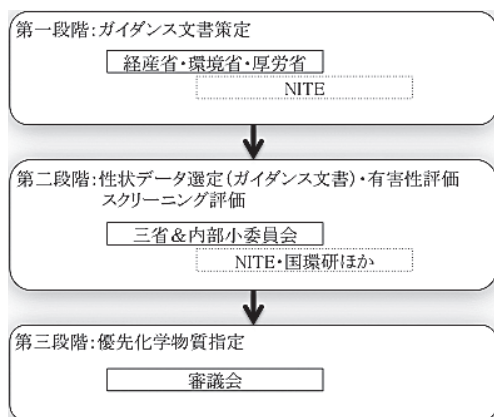 第一段階:ガイダンス文書策定
経産省・環境省・厚労省
NITE
第二段階:性状データ選定(ガイダンス文書)・有害性評価
スクリーニング評価
三省&内部小委員会
NITE・国環研ほか
第三段階:優先化学物質指定
審議会